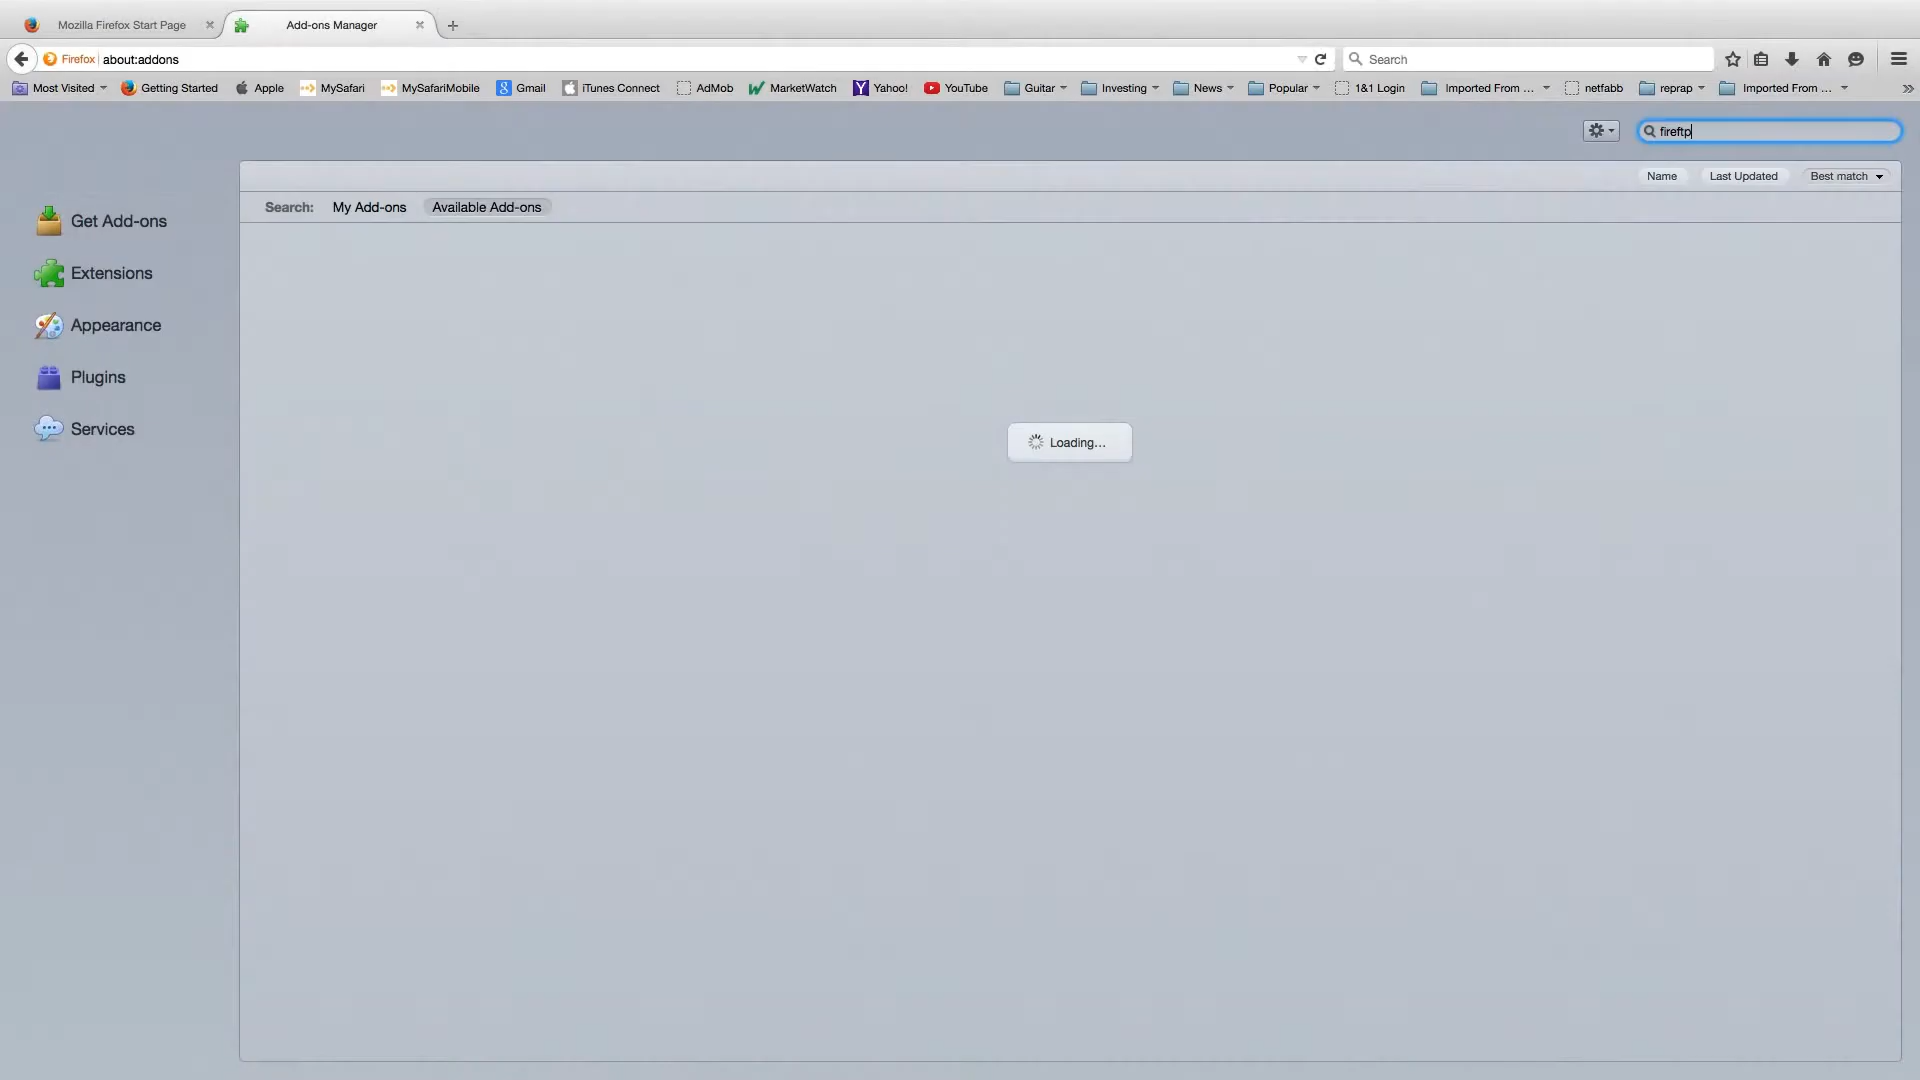 Mozilla Firefox Start Page
Add-ons Manager
Firefox about:addons
Search
Most Visited Getting Started Apple MySafari MySafariMobile Gmail iTunes Connect AdMob MarketWatch Yahoo! YouTube Guitar Investing News Popular 1&1 Login Imported From ... netfabb reprap Imported From ...
fireftp
Name Last Updated Best match
Search: My Add-ons Available Add-ons
Get Add-ons
Extensions
Appearance
Plugins
Services
Loading...